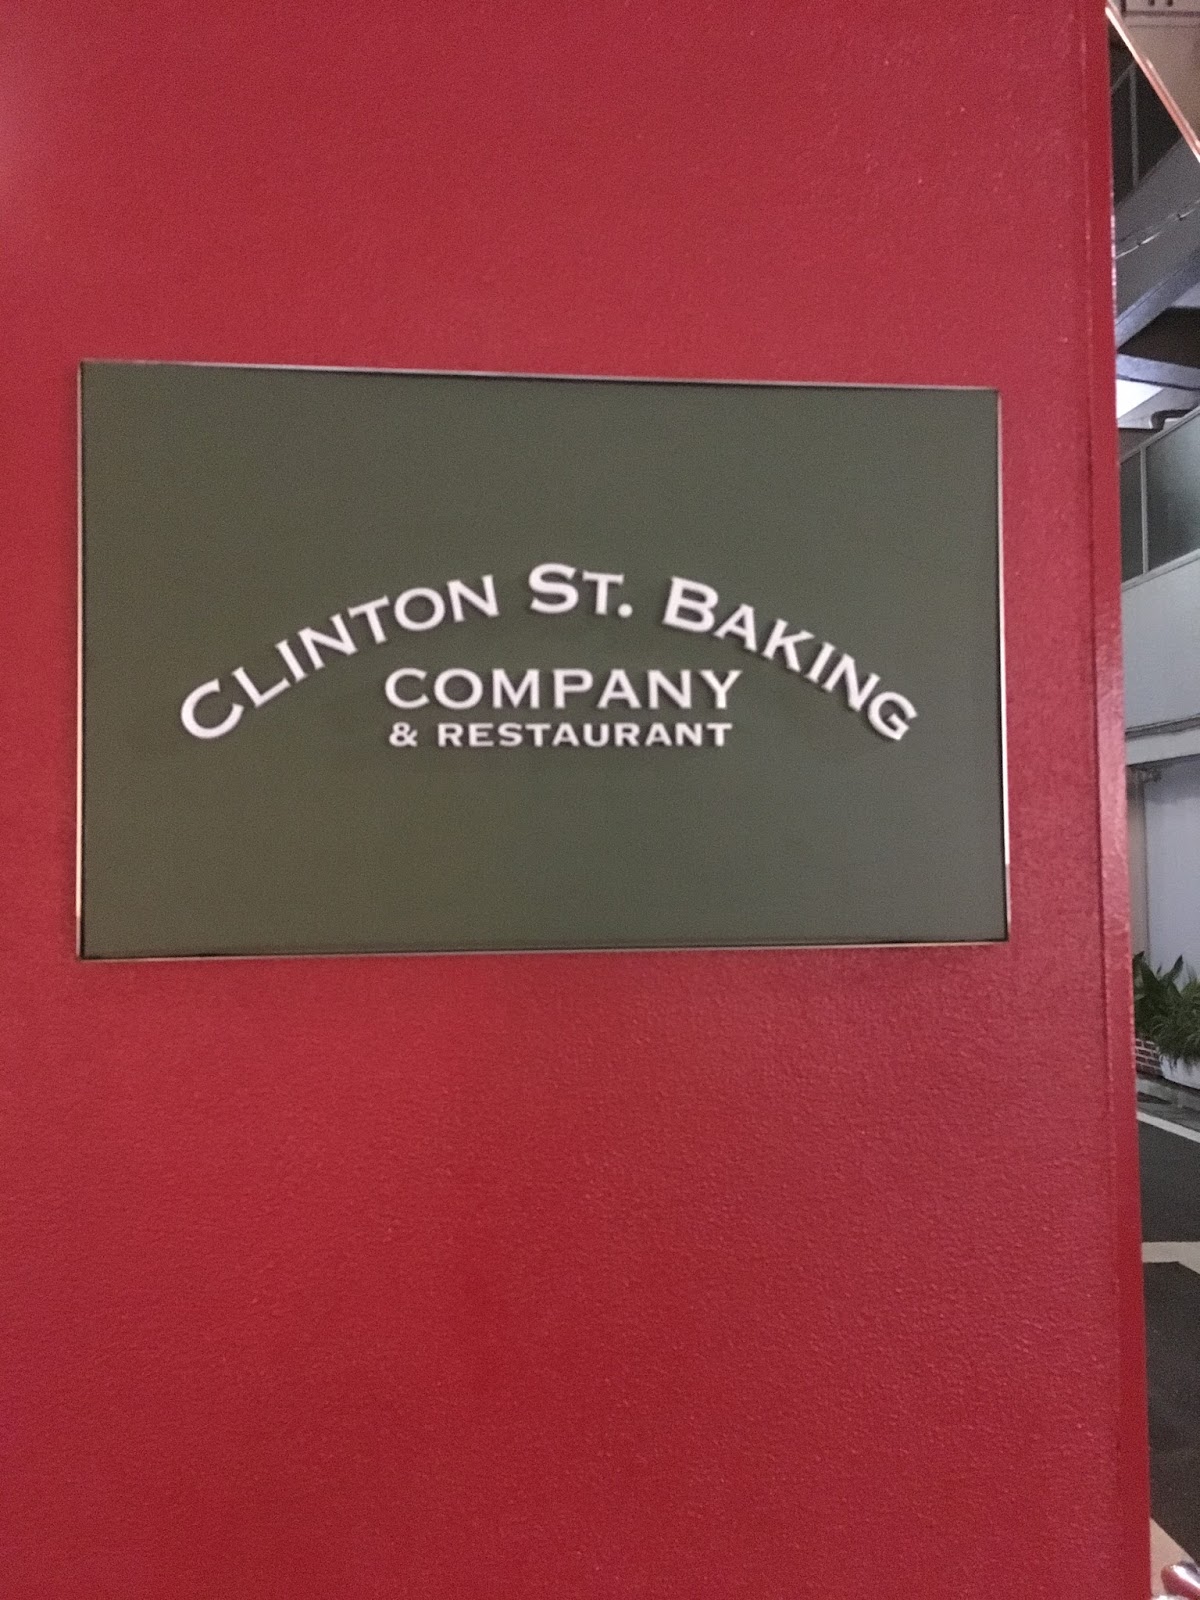 CLINTON ST. BAKING
COMPANY
& RESTAURANT